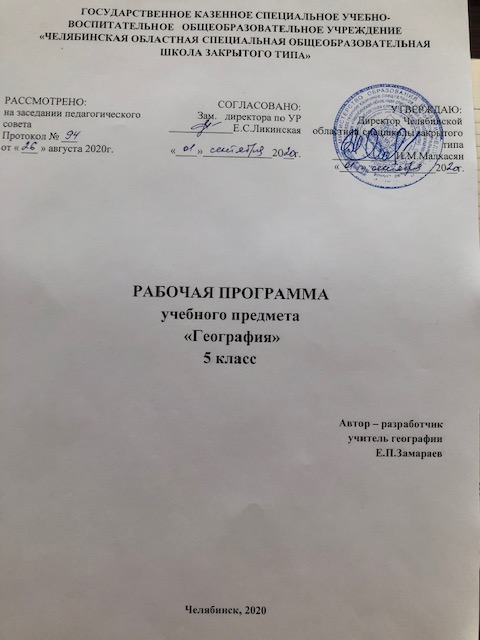 ГОСУДАРСТВЕННОЕ КАЗЕННОЕ СПЕЦИАЛЬНОЕ УЧЕБНО-
ВОСПИТАТЕЛЬНОЕ ОБЩЕОБРАЗОВАТЕЛЬНОЕ УЧРЕЖДЕНИЕ
«ЧЕЛЯБИНСКАЯ ОБЛАСТНАЯ СПЕЦИАЛЬНАЯ ОБЩЕОБРАЗОВАТЕЛЬНАЯ
ШКОЛА ЗАКРЫТОГО ТИПА»
РАССМОТРЕНО:
на заседании педагогического
совета
Протокол № 94
от « 26 » августа 2020г.
СОГЛАСОВАНО:
Зам. директора по УР
Е.С.Ликинская
« 01 » сентября 2020г.
УТВЕРЖДАЮ:
Директор Челябинской
областной спецшколы закрытого
типа
И.М.Малхасян
« 01 » сентября 2020г.
РАБОЧАЯ ПРОГРАММА
учебного предмета
«География»
5 класс
Автор – разработчик
учитель географии
Е.П.Замараев
Челябинск, 2020